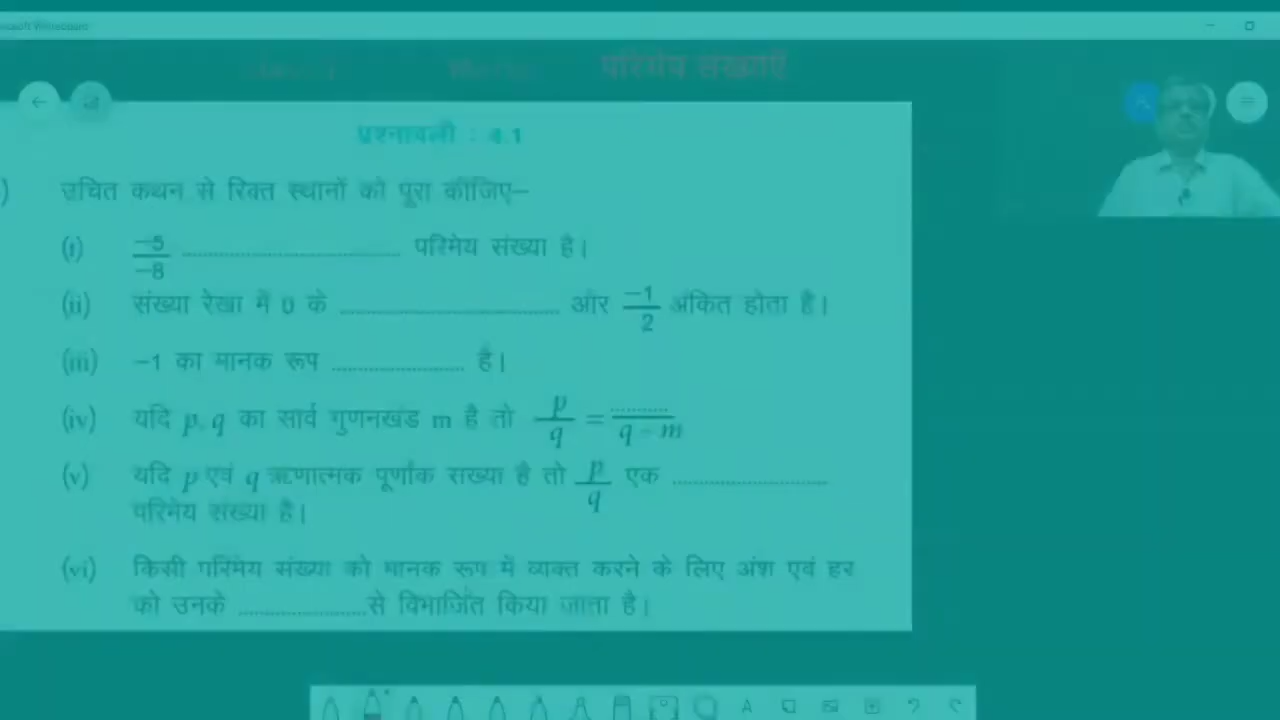 परिमेय संख्याएँ
प्रश्नावली : 4.1
उचित कथन से रिक्त स्थानों को पूरा कीजिए–
(i) −5/−8 ........................ परिमेय संख्या है।
(ii) संख्या रेखा में 0 के ........................ और −1/2 अंकित होता है।
(iii) −1 का मानक रूप ............... है।
(iv) यदि p, q का सार्व गुणनखंड m है तो p/q = ........../q÷m
(v) यदि p एवं q ऋणात्मक पूर्णांक संख्या है तो p/q एक ..................
परिमेय संख्या है।
(vi) किसी परिमेय संख्या को मानक रूप में व्यक्त करने के लिए अंश एवं हर
को उनके ...............से विभाजित किया जाता है।